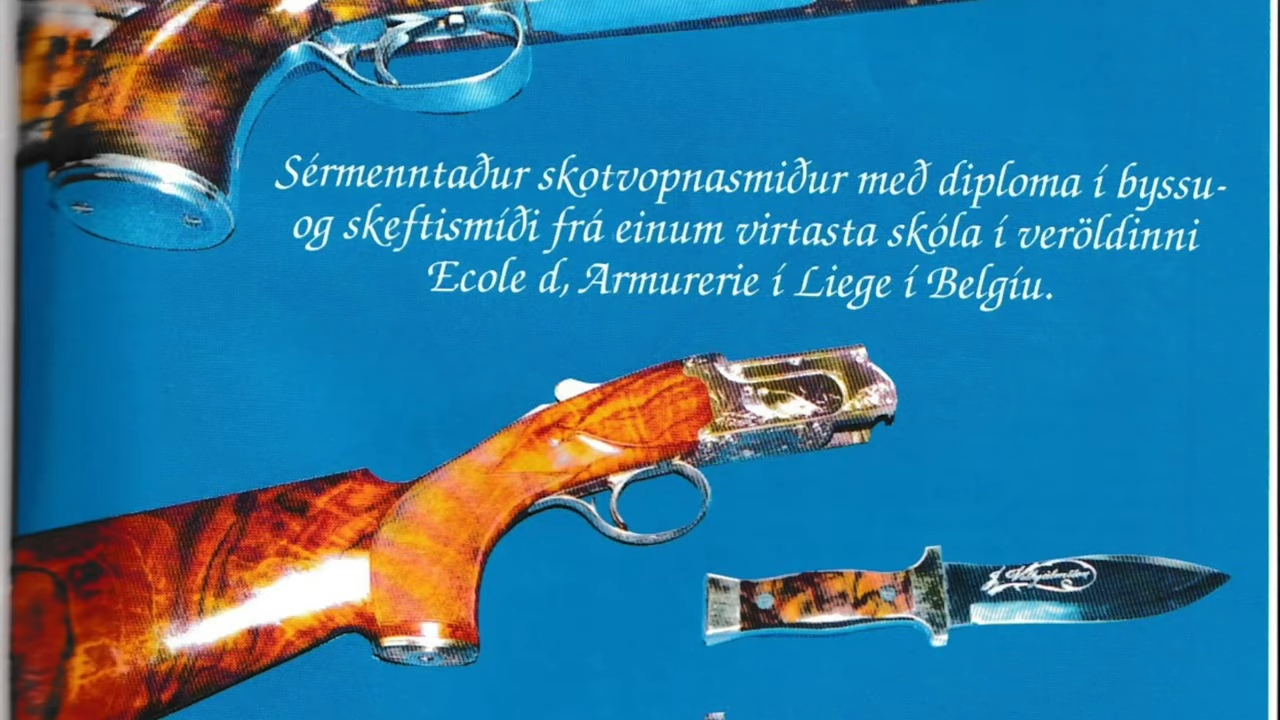 Sérmenntaður skotvopnasmiður með diploma í byssu-
og skeftismíði frá einum virtasta skóla í veröldinni
Ecole d, Armurerie í Liege í Belgíu.